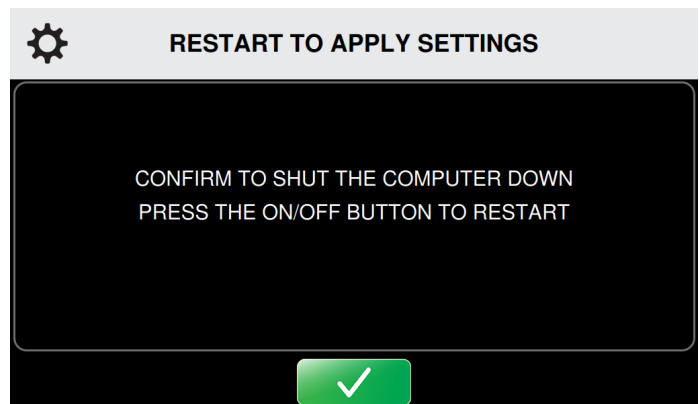 RESTART TO APPLY SETTINGS
CONFIRM TO SHUT THE COMPUTER DOWN
PRESS THE ON/OFF BUTTON TO RESTART